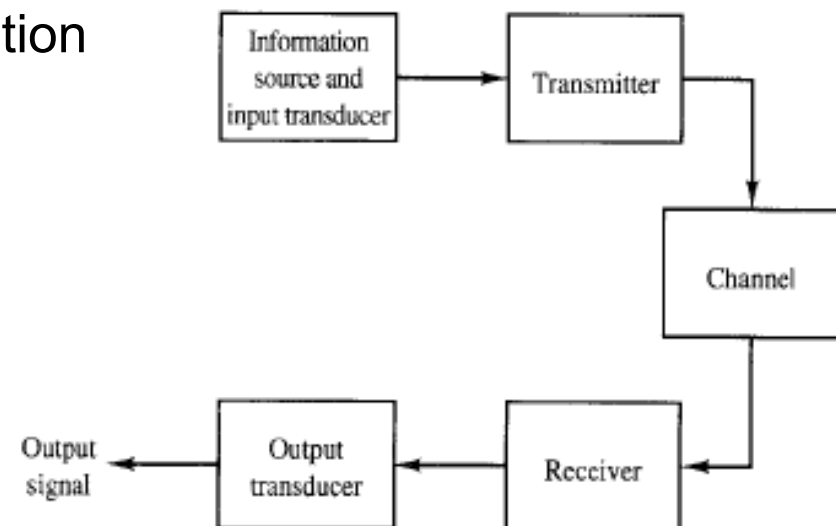 tion
Information
source and
input transducer
Transmitter
Channel
Receiver
Output
transducer
Output
signal